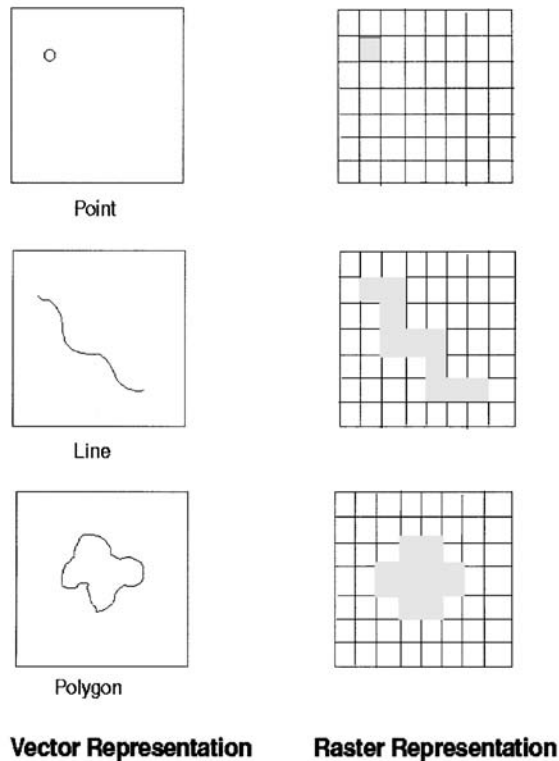 Point
Line
Polygon
Vector Representation Raster Representation